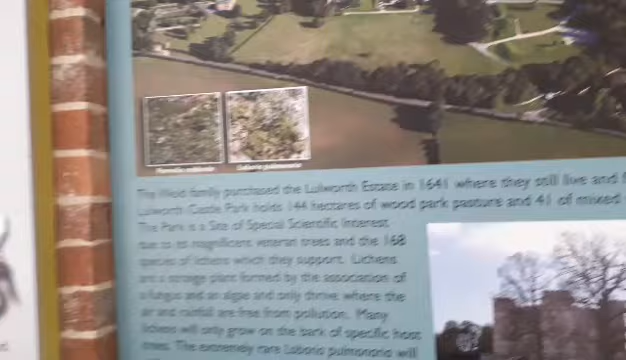 The Weld family purchased the Lulworth Estate in 1641 where they still live and
Lulworth Castle Park holds 144 hectares of wood park pasture and 41 of mixed
The Park is a Site of Special Scientific Interest
due to its magnificent veteran trees and the 168
species of lichens which they support. Lichens
are a strange plant formed by the association of
a fungus and an algae and only thrive where the
air and rainfall are free from pollution. Many
lichens will only grow on the bark of specific host
trees. The extremely rare Lobaria pulmonaria will